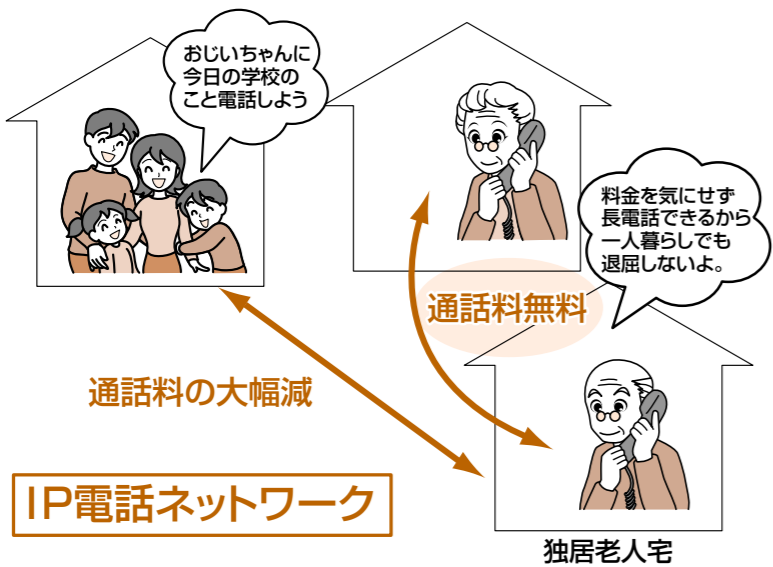 おじいちゃんに
今日の学校の
こと電話しよう
料金を気にせず
長電話できるから
一人暮らしでも
退屈しないよ。
通話料無料
通話料の大幅減
IP電話ネットワーク
独居老人宅